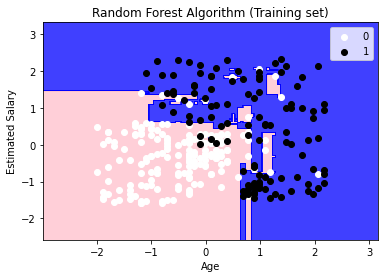 Random Forest Algorithm (Training set)
0
1
Estimated Salary
3
2
1
0
−1
−2
−2 −1 0 1 2 3
Age